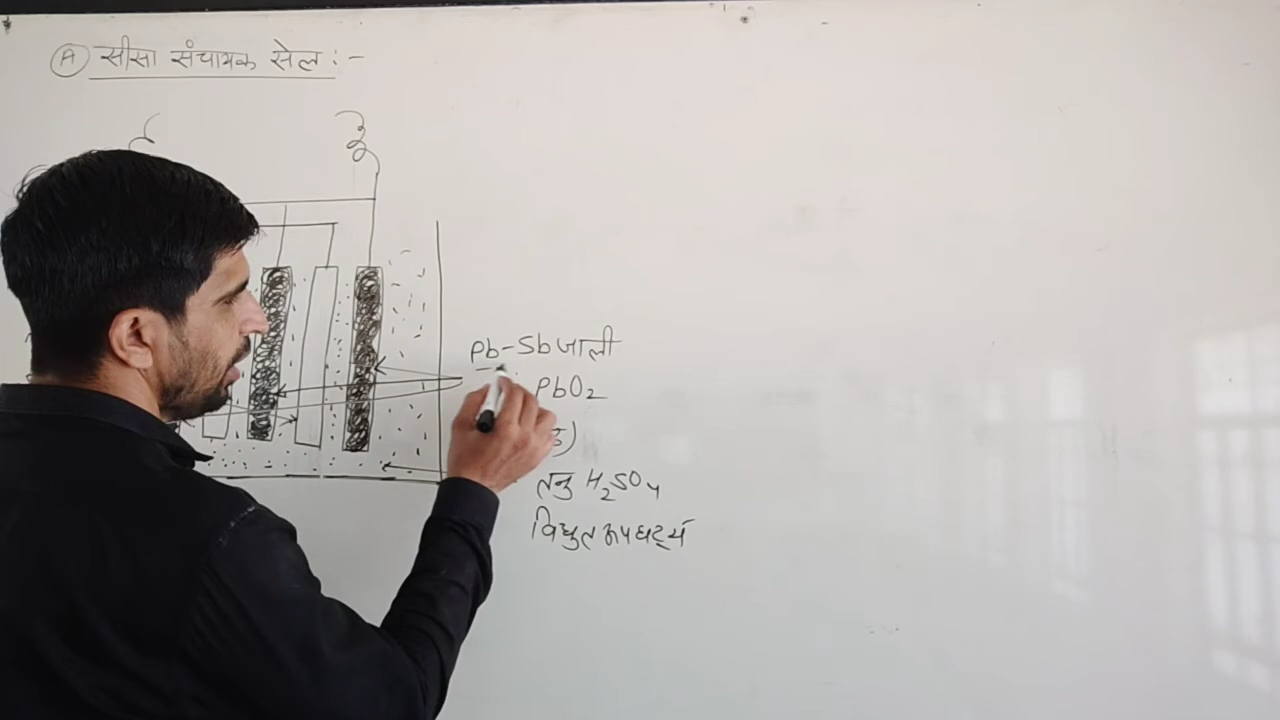 (A) सीसा संचायक सेल :-
Pb-Sb जाली
PbO2
तनु H2SO4
विद्युत अपघट्य